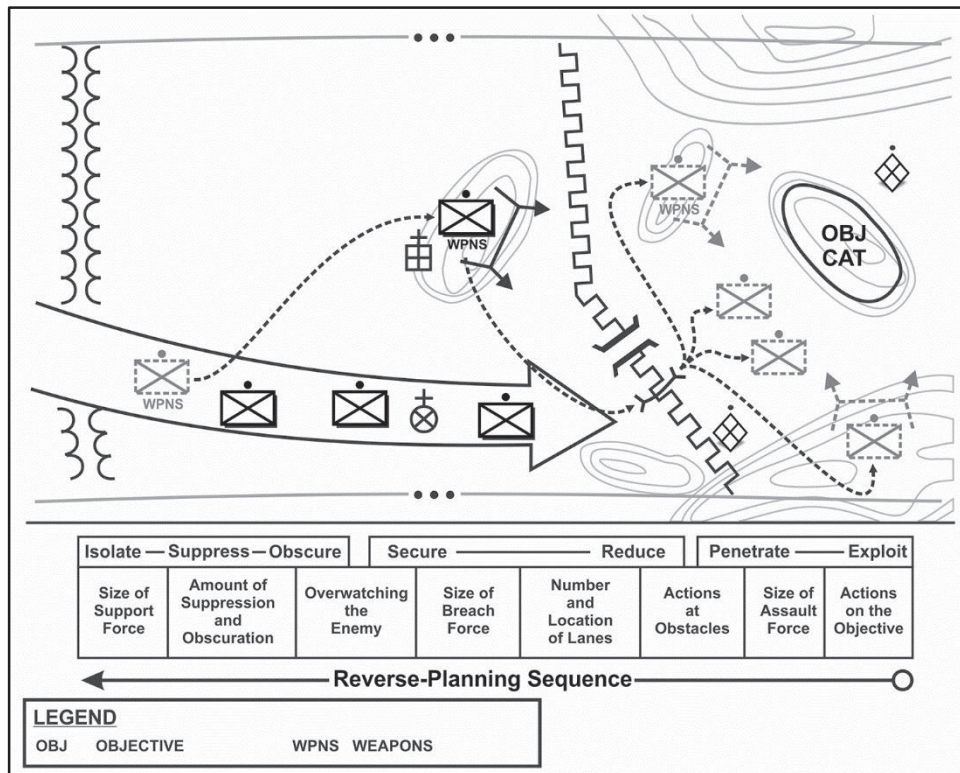 WPNS
WPNS
OBJ
CAT
WPNS
Isolate — Suppress — Obscure
Secure — Reduce
Penetrate — Exploit
Size of
Support
Force
Amount of
Suppression
and
Obscuration
Overwatching
the
Enemy
Size of
Breach
Force
Number
and
Location
of Lanes
Actions
at
Obstacles
Size of
Assault
Force
Actions
on the
Objective
Reverse-Planning Sequence
LEGEND
OBJ OBJECTIVE WPNS WEAPONS